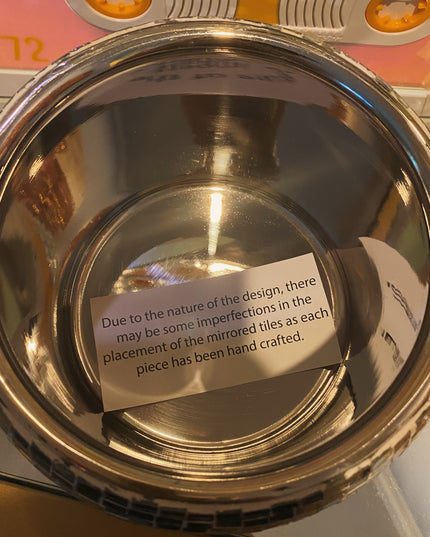 72
Due to the nature of the design, there
may be some imperfections in the
placement of the mirrored tiles as each
piece has been hand crafted.